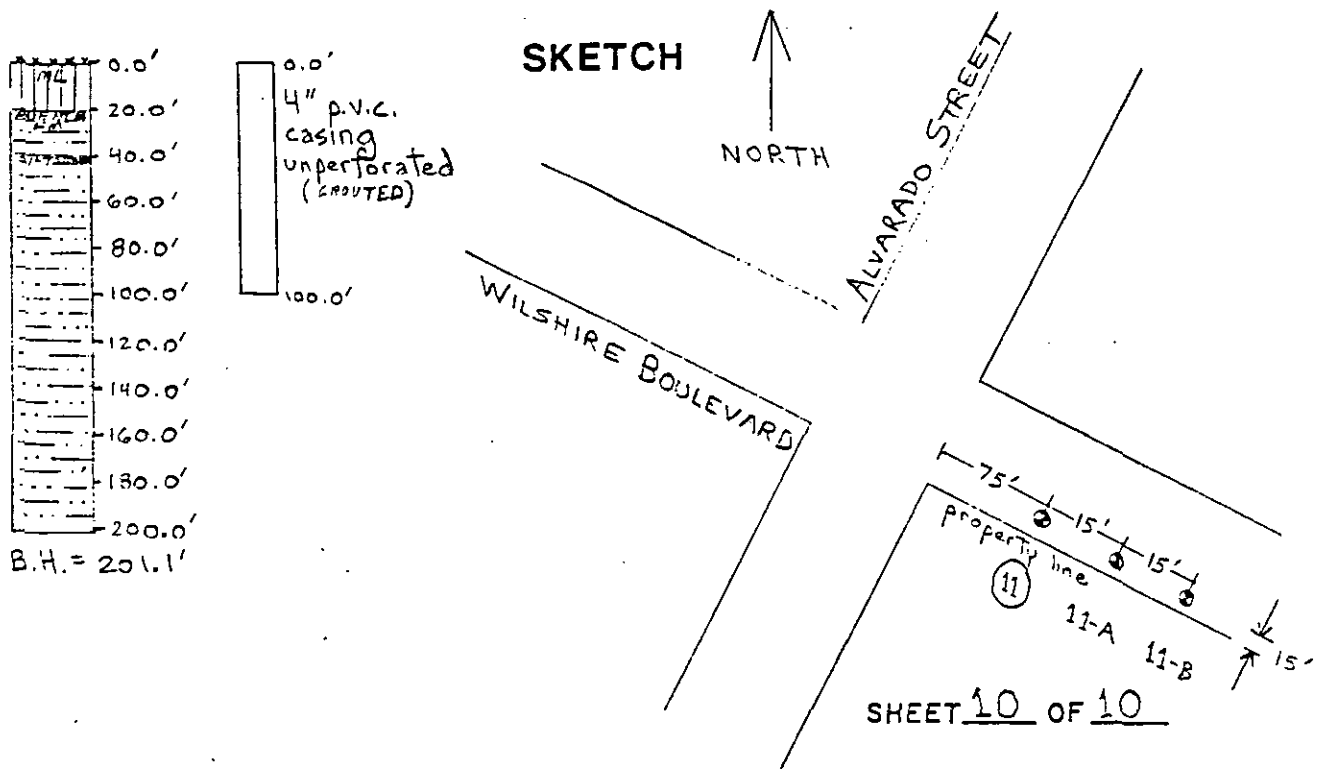 SKETCH
NORTH
0.0'
ML
20.0'
40.0'
60.0'
80.0'
100.0'
120.0'
140.0'
160.0'
180.0'
200.0'
B.H. = 201.1'
0.0'
4" p.v.c.
casing
unperforated
(GROUTED)
100.0'
ALVARADO STREET
WILSHIRE BOULEVARD
75'
15'
15'
property line
11
11-A
11-B
15'
SHEET 10 OF 10